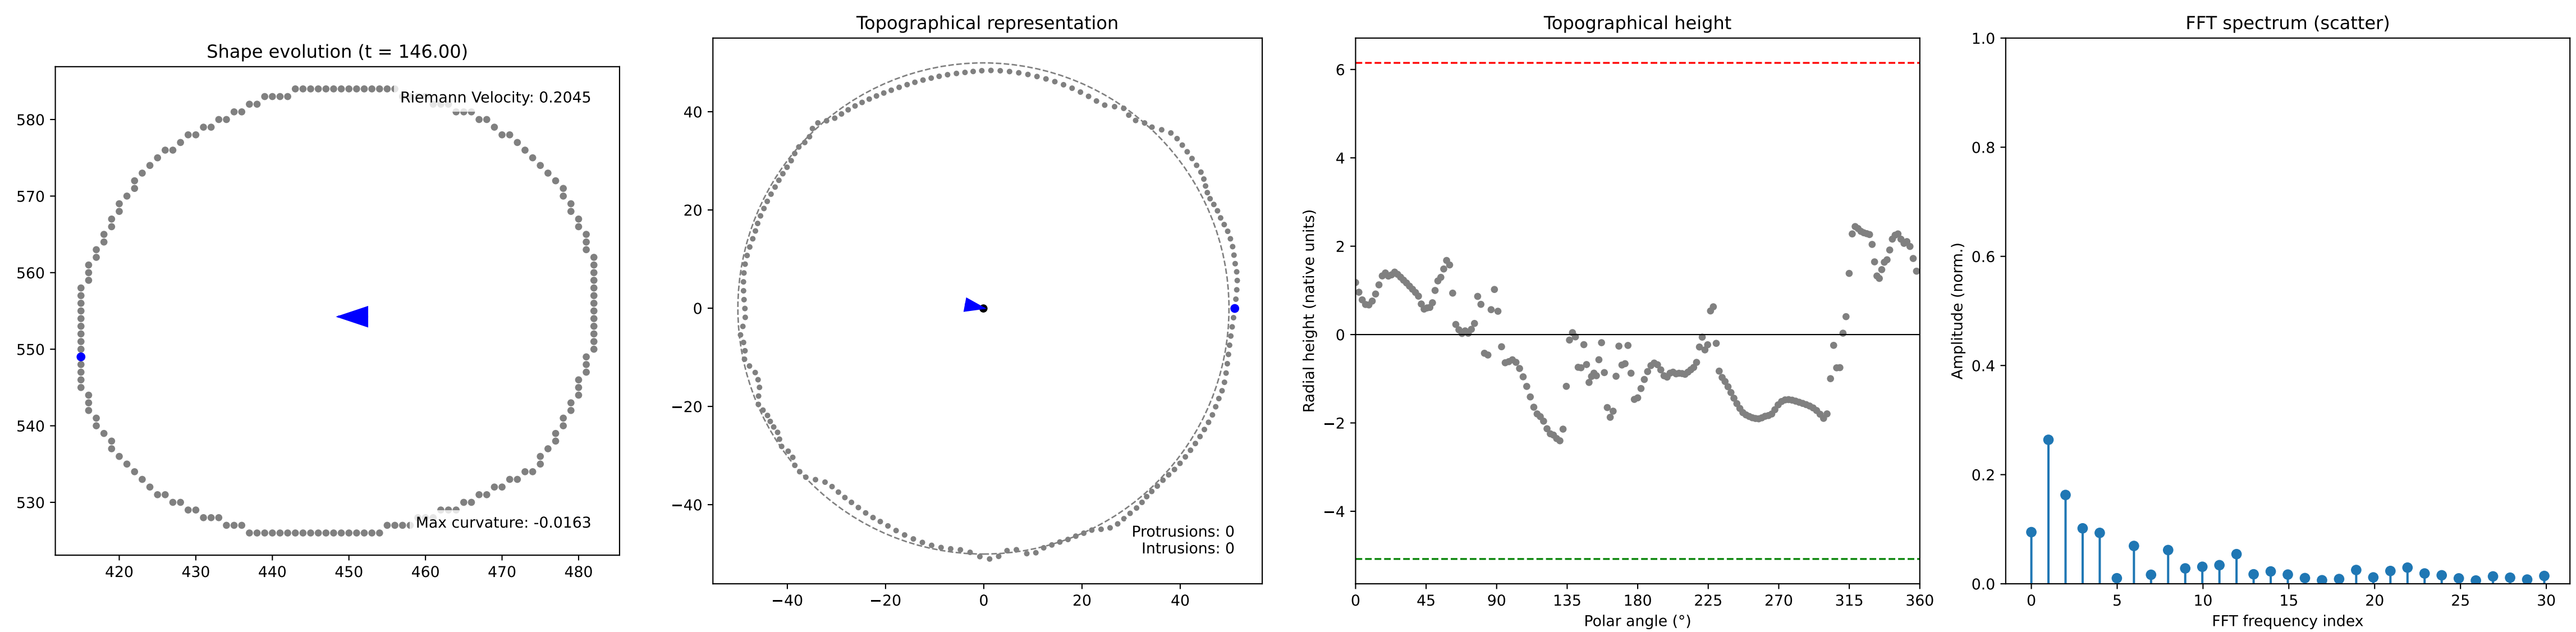 Shape evolution (t = 146.00)
Riemann Velocity: 0.2045
Max curvature: -0.0163
580
570
560
550
540
530
420 430 440 450 460 470 480
Topographical representation
40
20
0
−20
−40
−40 −20 0 20 40
Protrusions: 0
Intrusions: 0
Topographical height
Radial height (native units)
6
4
2
0
−2
−4
0 45 90 135 180 225 270 315 360
Polar angle (°)
FFT spectrum (scatter)
Amplitude (norm.)
1.0
0.8
0.6
0.4
0.2
0.0
0 5 10 15 20 25 30
FFT frequency index